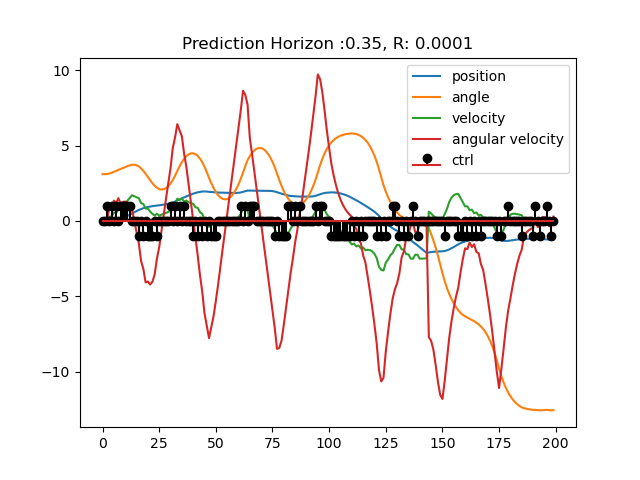 Prediction Horizon :0.35, R: 0.0001
10
5
0
−5
−10
position
angle
velocity
angular velocity
ctrl
0 25 50 75 100 125 150 175 200